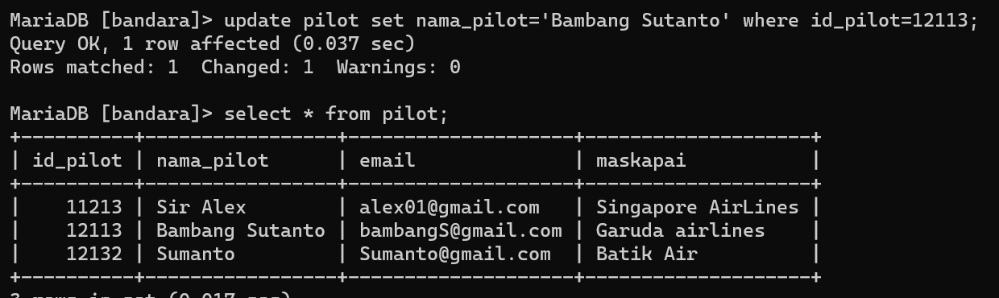 MariaDB [bandara]> update pilot set nama_pilot='Bambang Sutanto' where id_pilot=12113;
Query OK, 1 row affected (0.037 sec)
Rows matched: 1  Changed: 1  Warnings: 0

MariaDB [bandara]> select * from pilot;
+----------+-----------------+--------------------+--------------------+
| id_pilot | nama_pilot      | email              | maskapai           |
+----------+-----------------+--------------------+--------------------+
|    11213 | Sir Alex        | alex01@gmail.com   | Singapore AirLines |
|    12113 | Bambang Sutanto | bambangS@gmail.com | Garuda airlines    |
|    12132 | Sumanto         | Sumanto@gmail.com  | Batik Air          |
+----------+-----------------+--------------------+--------------------+
3 rows in set (0.017 sec)